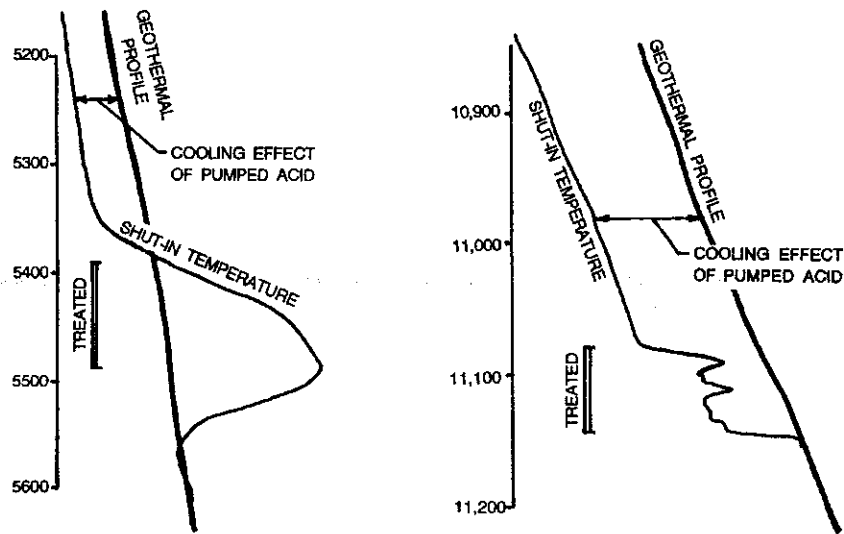 5200
5300
5400
5500
5600
GEOTHERMAL
PROFILE
COOLING EFFECT
OF PUMPED ACID
SHUT-IN TEMPERATURE
TREATED
10,900
11,000
11,100
11,200
GEOTHERMAL PROFILE
SHUT-IN TEMPERATURE
COOLING EFFECT
OF PUMPED ACID
TREATED